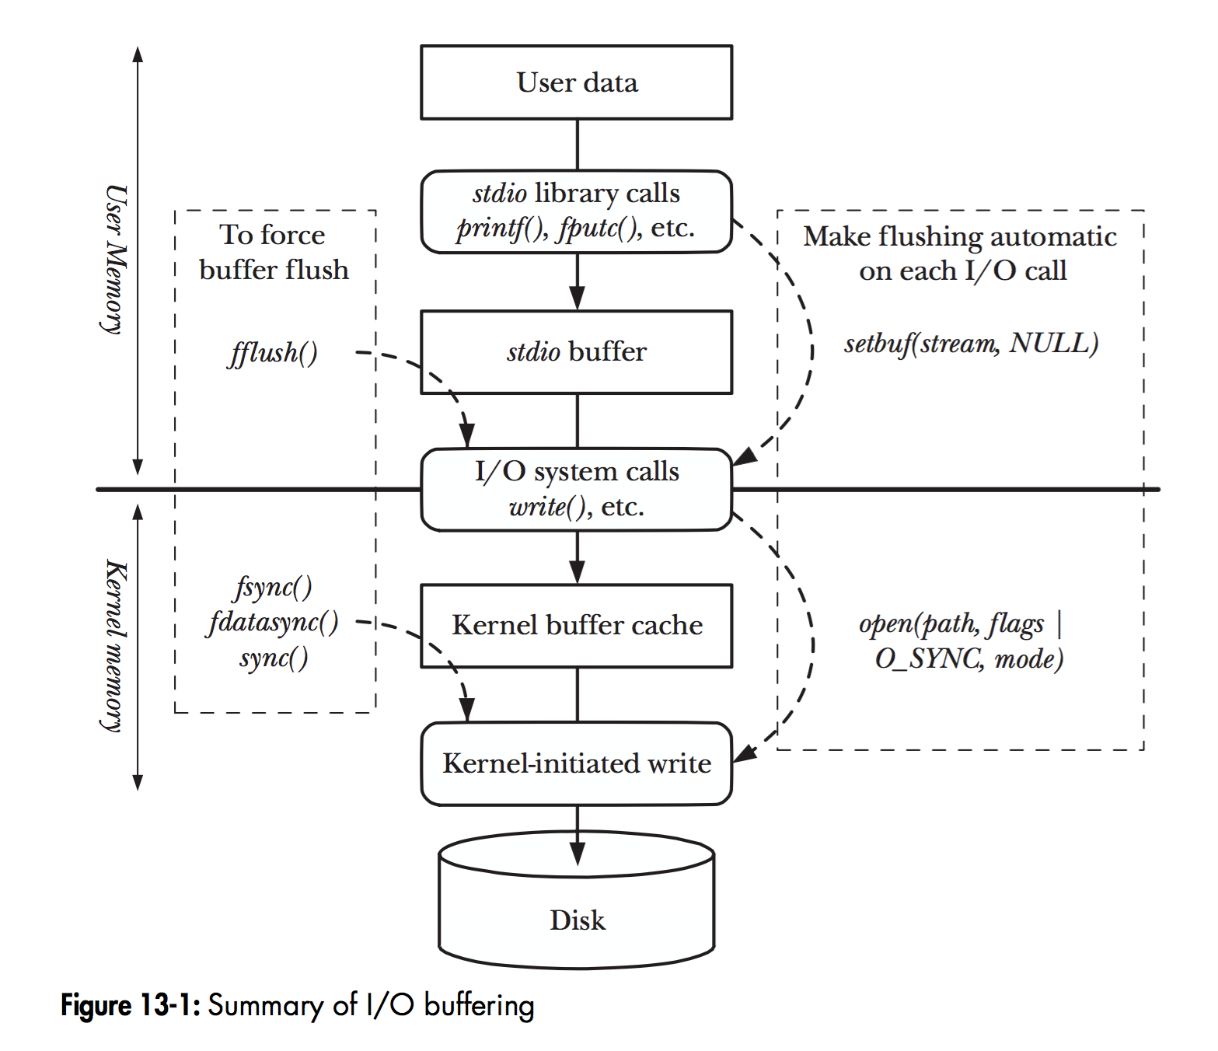 User data
stdio library calls
printf(), fputc(), etc.
To force
buffer flush
fflush()
Make flushing automatic
on each I/O call
setbuf(stream, NULL)
User Memory
stdio buffer
I/O system calls
write(), etc.
Kernel memory
fsync()
fdatasync()
sync()
Kernel buffer cache
open(path, flags |
O_SYNC, mode)
Kernel-initiated write
Disk
Figure 13-1: Summary of I/O buffering